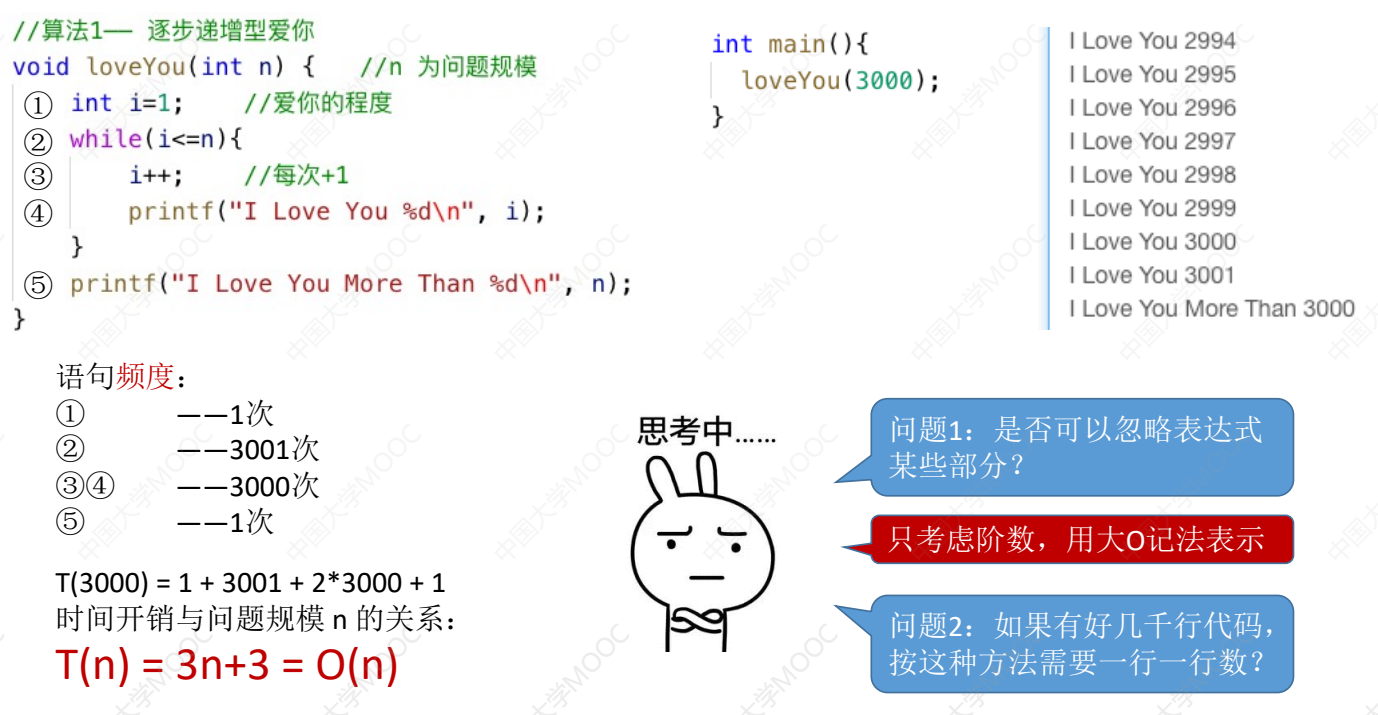 //算法1—— 逐步递增型爱你
void loveYou(int n) {   //n 为问题规模
① int i=1;   //爱你的程度
② while(i<=n){
③ i++;   //每次+1
④ printf("I Love You %d\n", i);
}
⑤ printf("I Love You More Than %d\n", n);
}
int main(){
loveYou(3000);
}
I Love You 2994
I Love You 2995
I Love You 2996
I Love You 2997
I Love You 2998
I Love You 2999
I Love You 3000
I Love You 3001
I Love You More Than 3000
语句频度：
① ——1次
② ——3001次
③④ ——3000次
⑤ ——1次
T(3000) = 1 + 3001 + 2*3000 + 1
时间开销与问题规模 n 的关系：
T(n) = 3n+3 = O(n)
思考中……
问题1：是否可以忽略表达式
某些部分？
只考虑阶数，用大O记法表示
问题2：如果有好几千行代码，
按这种方法需要一行一行数？
中国大学MOOC